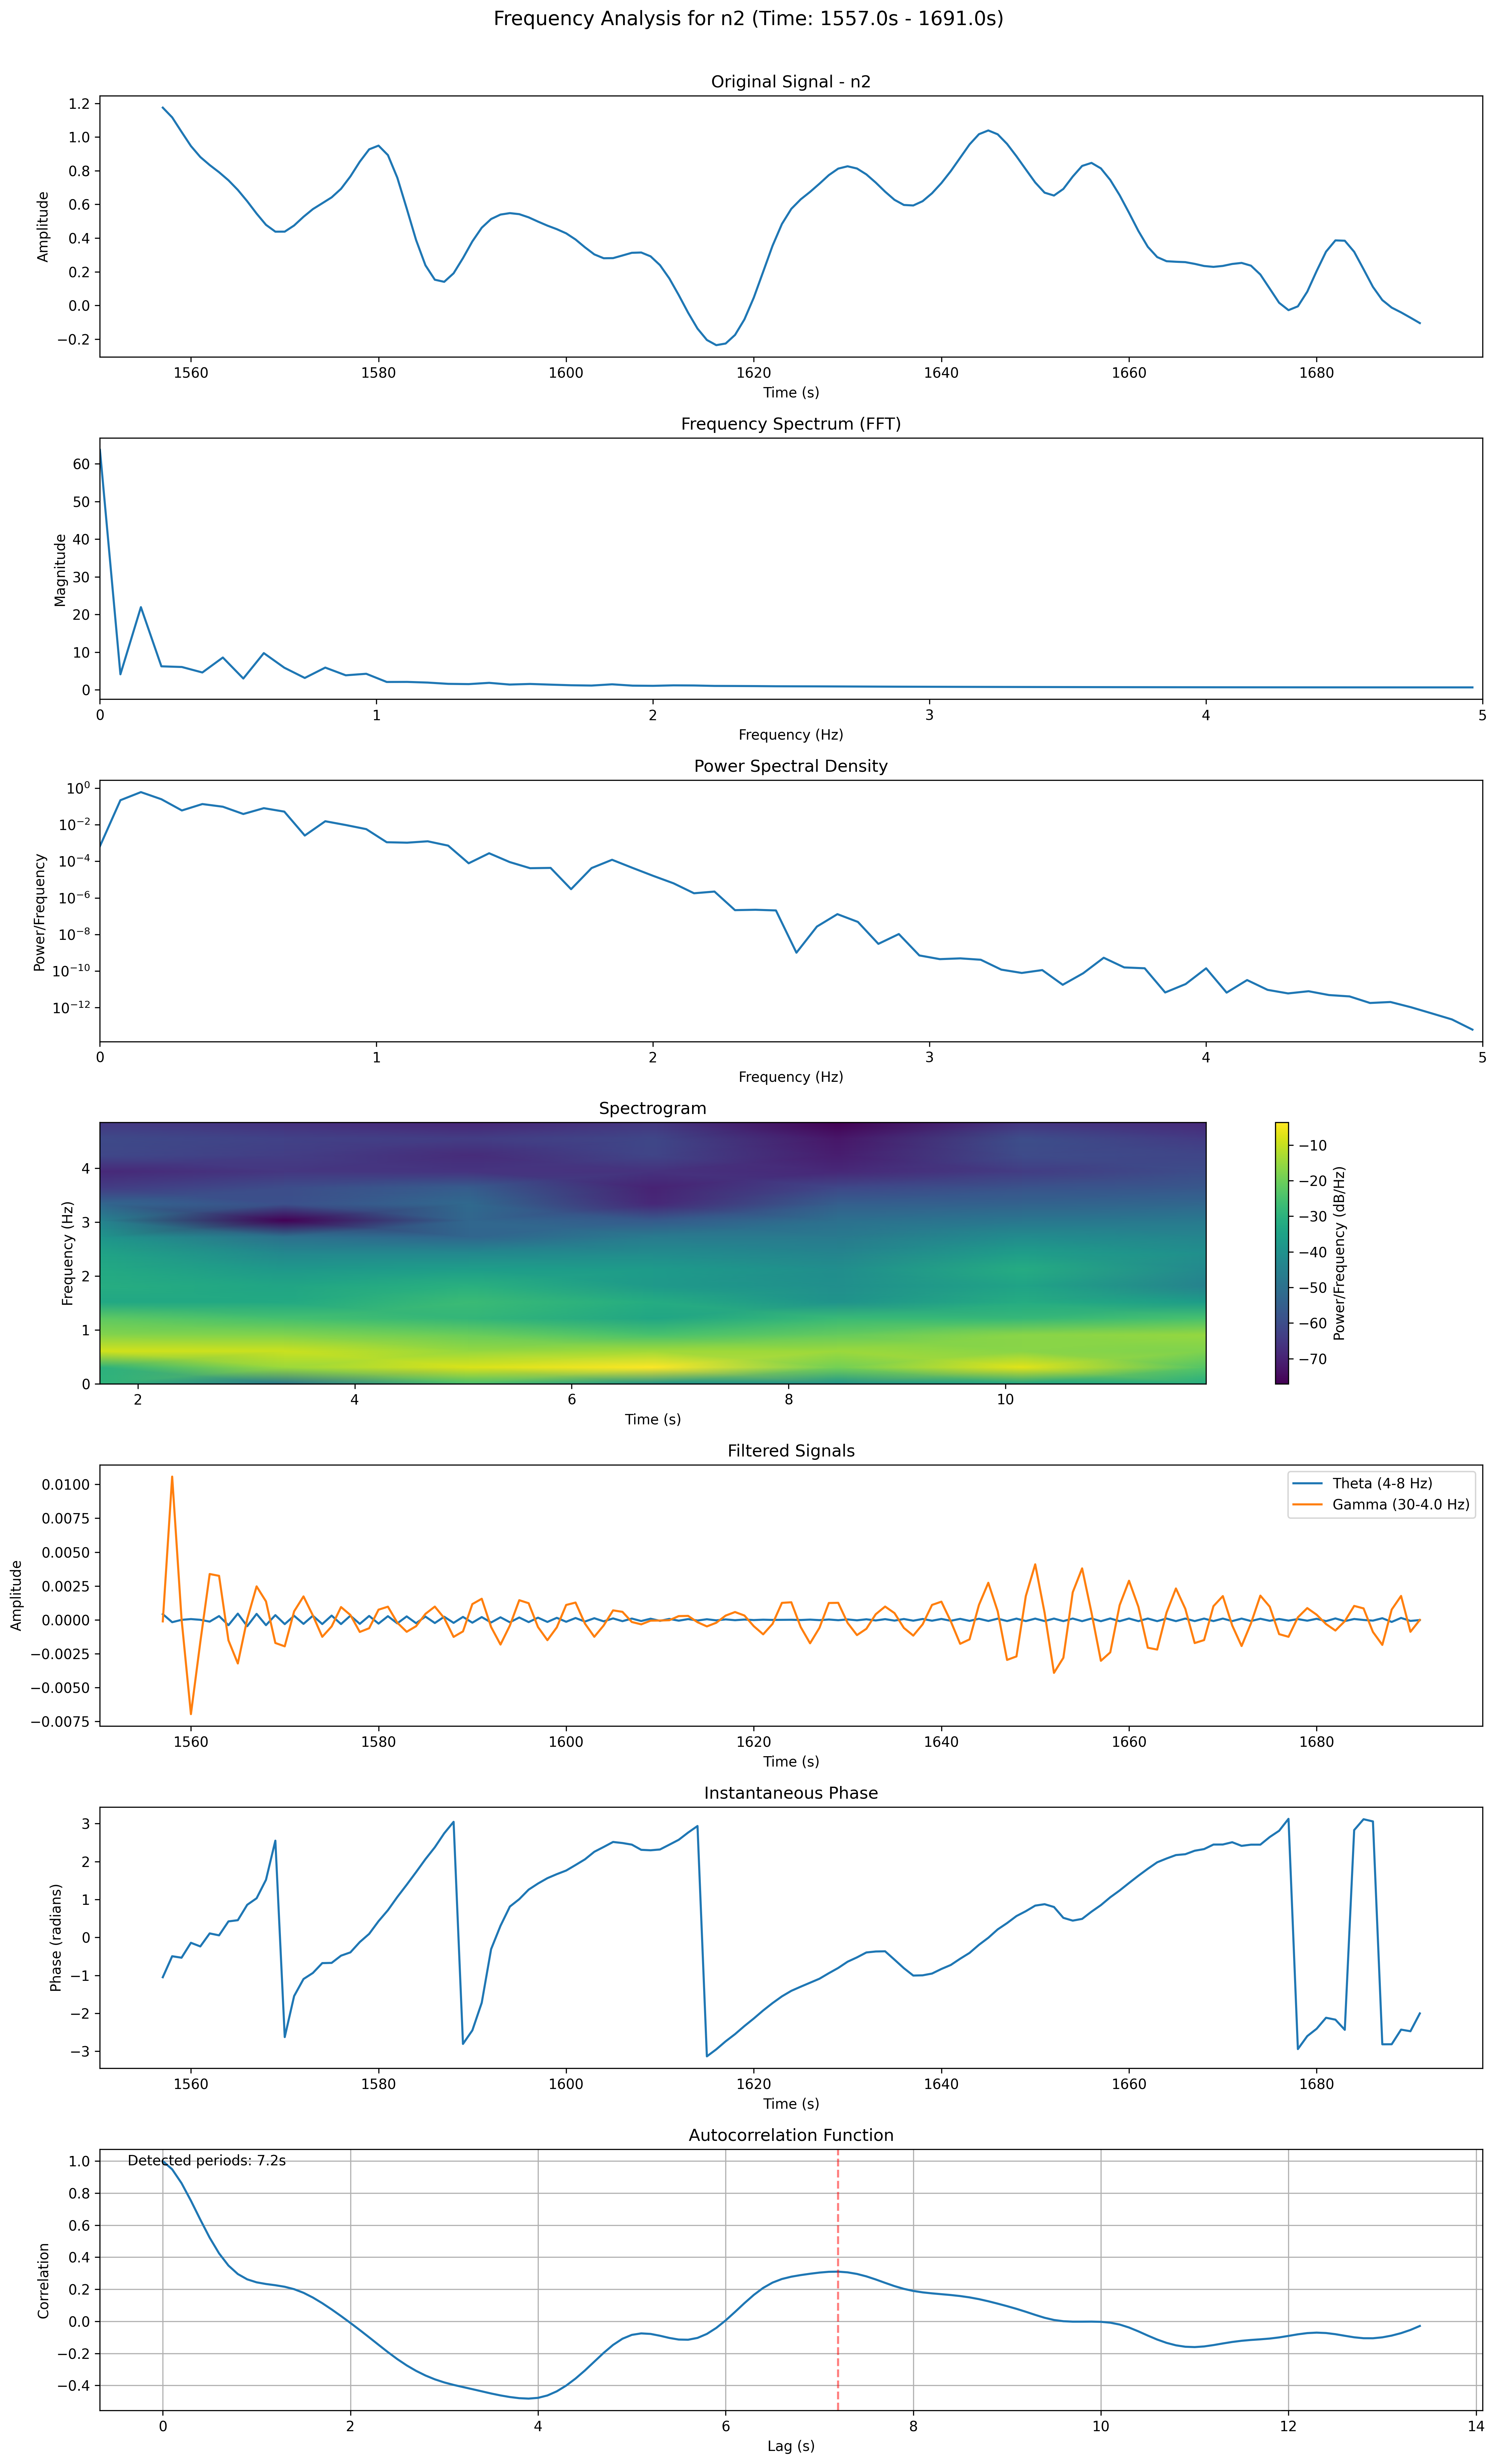 Frequency Analysis for n2 (Time: 1557.0s - 1691.0s)
Original Signal - n2
1.2
1.0
0.8
0.6
0.4
0.2
0.0
−0.2
Amplitude
1560 1580 1600 1620 1640 1660 1680
Time (s)
Frequency Spectrum (FFT)
60
50
40
30
20
10
0
Magnitude
0 1 2 3 4 5
Frequency (Hz)
Power Spectral Density
10⁰
10⁻²
10⁻⁴
10⁻⁶
10⁻⁸
10⁻¹⁰
10⁻¹²
Power/Frequency
0 1 2 3 4 5
Frequency (Hz)
Spectrogram
4
3
2
1
0
Frequency (Hz)
2 4 6 8 10
Time (s)
−10
−20
−30
−40
−50
−60
−70
Power/Frequency (dB/Hz)
Filtered Signals
0.0100
0.0075
0.0050
0.0025
0.0000
−0.0025
−0.0050
−0.0075
Amplitude
Theta (4-8 Hz)
Gamma (30-4.0 Hz)
1560 1580 1600 1620 1640 1660 1680
Time (s)
Instantaneous Phase
3
2
1
0
−1
−2
−3
Phase (radians)
1560 1580 1600 1620 1640 1660 1680
Time (s)
Autocorrelation Function
Detected periods: 7.2s
1.0
0.8
0.6
0.4
0.2
0.0
−0.2
−0.4
Correlation
0 2 4 6 8 10 12 14
Lag (s)